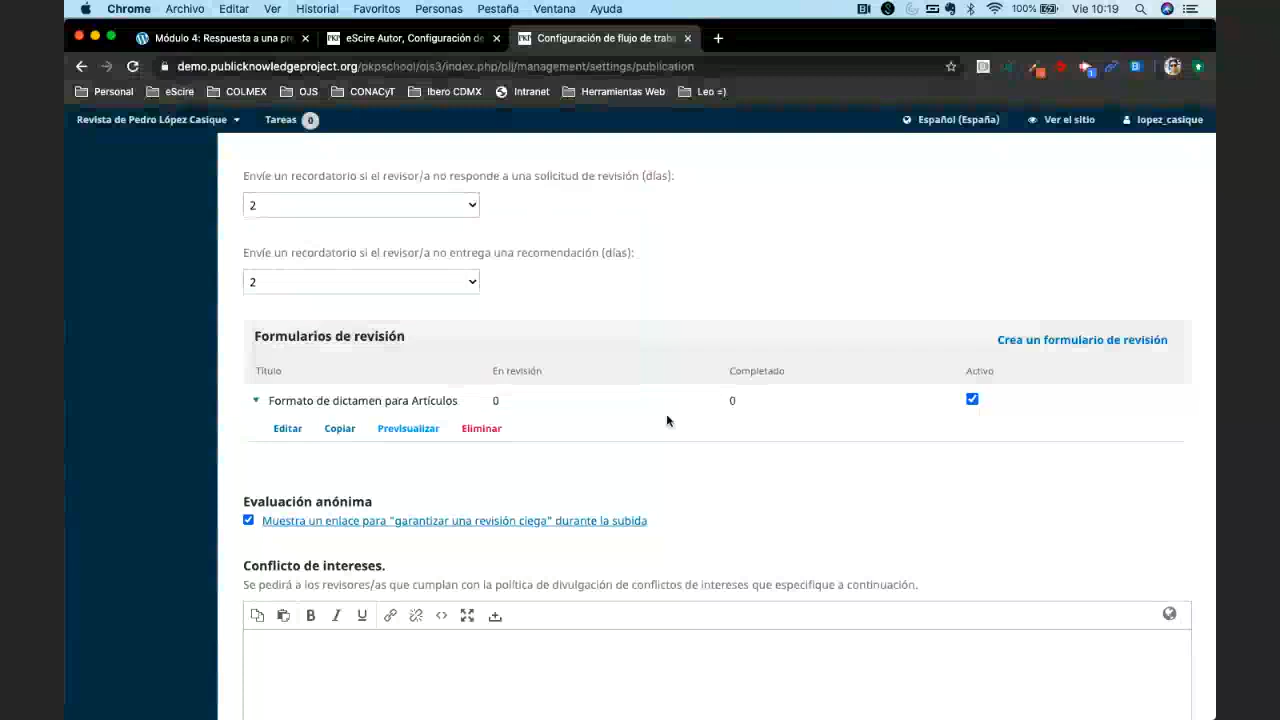 Chrome Archivo Editar Ver Historial Favoritos Personas Pestaña Ventana Ayuda 100% Vie 10:19
Módulo 4: Respuesta a una pre × eScire Autor, Configuración de × Configuración de flujo de traba × +
demo.publicknowledgeproject.org/pkpschool/ojs3/index.php/plj/management/settings/publication
Personal eScire COLMEX OJS CONACyT Ibero CDMX Intranet Herramientas Web Leo =)
Revista de Pedro López Casique Tareas 0 Español (España) Ver el sitio lopez_casique
Envíe un recordatorio si el revisor/a no responde a una solicitud de revisión (días):
2
Envíe un recordatorio si el revisor/a no entrega una recomendación (días):
2
Formularios de revisión
Crea un formulario de revisión
Título En revisión Completado Activo
Formato de dictamen para Artículos 0 0
Editar Copiar Previsualizar Eliminar
Evaluación anónima
Muestra un enlace para "garantizar una revisión ciega" durante la subida
Conflicto de intereses.
Se pedirá a los revisores/as que cumplan con la política de divulgación de conflictos de intereses que especifique a continuación.
B I U